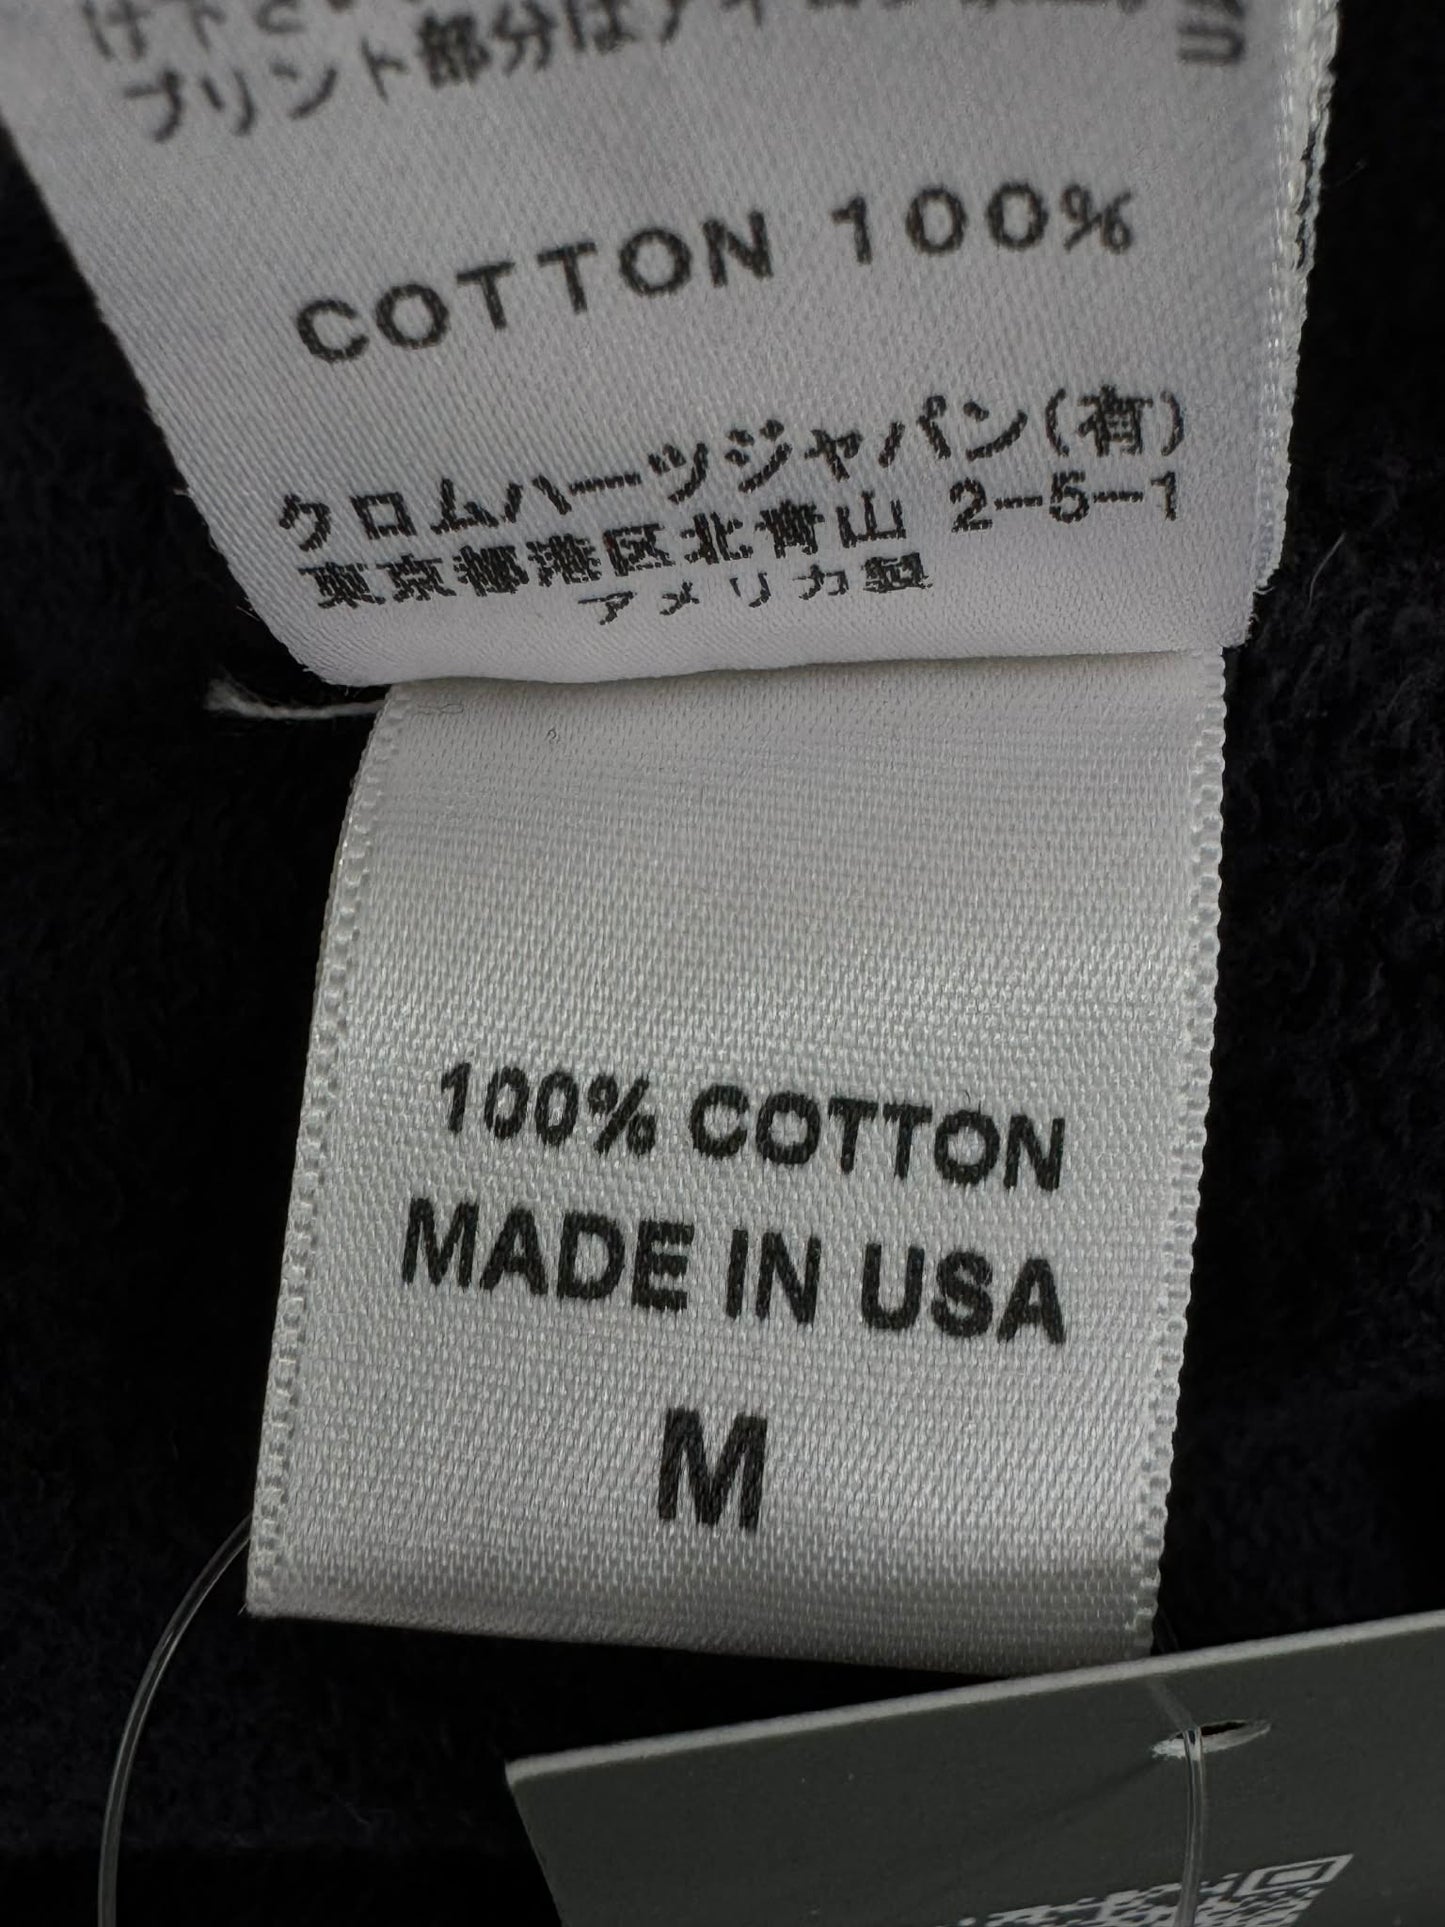 プリント部分はアイ
COTTON 100%
クロムハーツジャパン(有)
東京都港区北青山 2-5-1
アメリカ製
100% COTTON
MADE IN USA
M